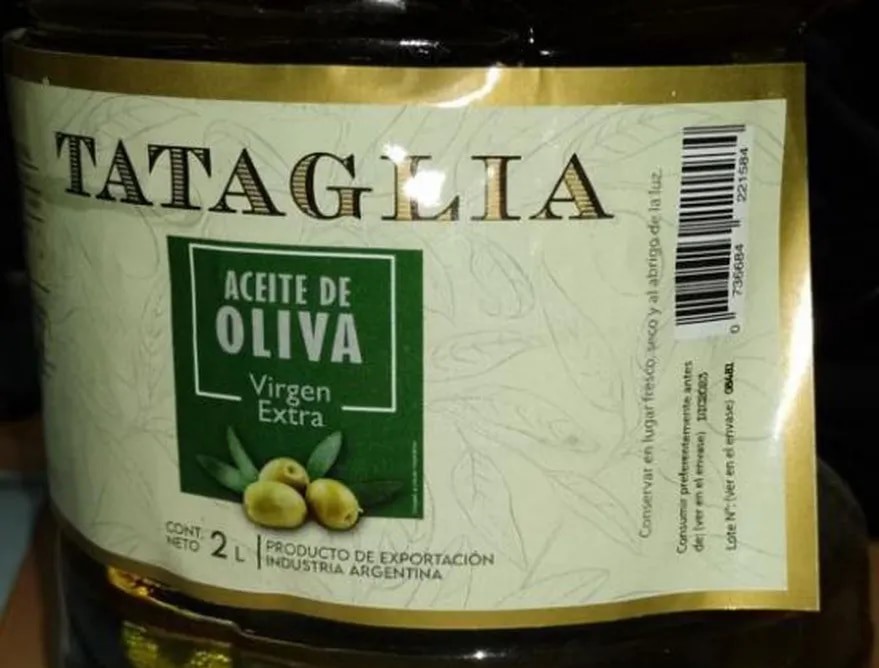 TATAGLIA
ACEITE DE
OLIVA
Virgen
Extra
CONT.
NETO 2 L
PRODUCTO DE EXPORTACIÓN
INDUSTRIA ARGENTINA
Conservar en lugar fresco, seco y al abrigo de la luz.
Consumir preferentemente antes
de: (ver en el envase)
Lote Nº: (ver en el envase) 08481
0 736684 221584